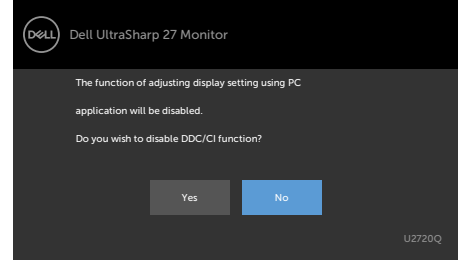 DELL Dell UltraSharp 27 Monitor
The function of adjusting display setting using PC
application will be disabled.
Do you wish to disable DDC/CI function?
Yes No
U2720Q